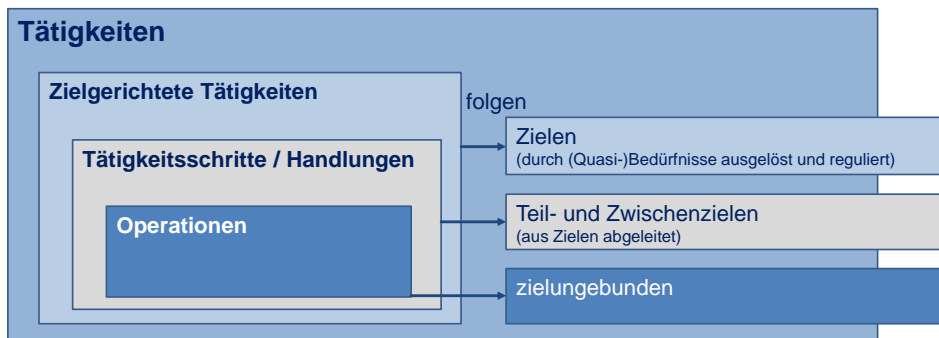 Tätigkeiten
Zielgerichtete Tätigkeiten
folgen
Zielen
(durch (Quasi-)Bedürfnisse ausgelöst und reguliert)
Tätigkeitsschritte / Handlungen
Teil- und Zwischenzielen
(aus Zielen abgeleitet)
Operationen
zielungebunden